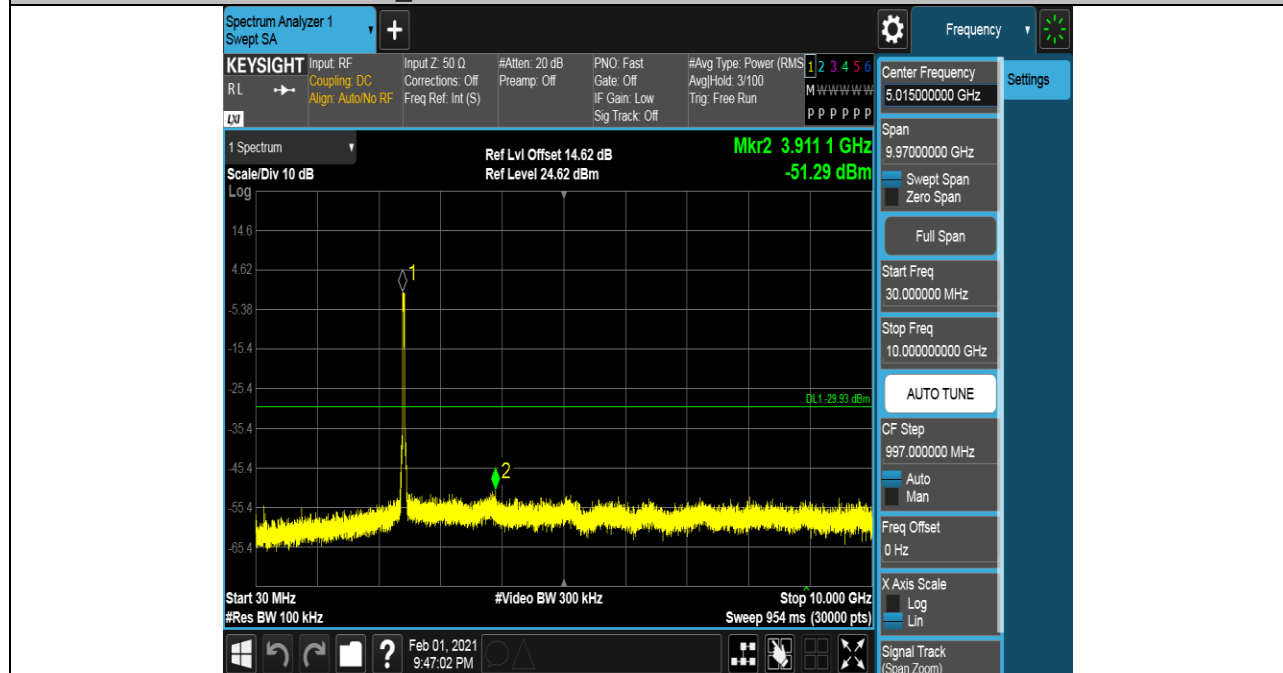 Spectrum Analyzer 1
Swept SA
+
Frequency
KEYSIGHT
RL
LXI
Input: RF
Coupling: DC
Align: Auto/No RF
Input Z: 50 Ω
Corrections: Off
Freq Ref: Int (S)
#Atten: 20 dB
Preamp: Off
PNO: Fast
Gate: Off
IF Gain: Low
Sig Track: Off
#Avg Type: Power (RMS
Avg|Hold: 3/100
Trig: Free Run
1 2 3 4 5 6
M W W W W W
P P P P P P
1 Spectrum
Scale/Div 10 dB
Log
Ref Lvl Offset 14.62 dB
Ref Level 24.62 dBm
Mkr2 3.911 1 GHz
-51.29 dBm
14.6
4.62
-5.38
-15.4
-25.4
-35.4
-45.4
-55.4
-65.4
1
2
DL1 -29.93 dBm
Start 30 MHz
#Res BW 100 kHz
#Video BW 300 kHz
Stop 10.000 GHz
Sweep 954 ms (30000 pts)
?
Feb 01, 2021
9:47:02 PM
Center Frequency
5.015000000 GHz
Settings
Span
9.97000000 GHz
Swept Span
Zero Span
Full Span
Start Freq
30.000000 MHz
Stop Freq
10.000000000 GHz
AUTO TUNE
CF Step
997.000000 MHz
Auto
Man
Freq Offset
0 Hz
X Axis Scale
Log
Lin
Signal Track
(Span Zoom)